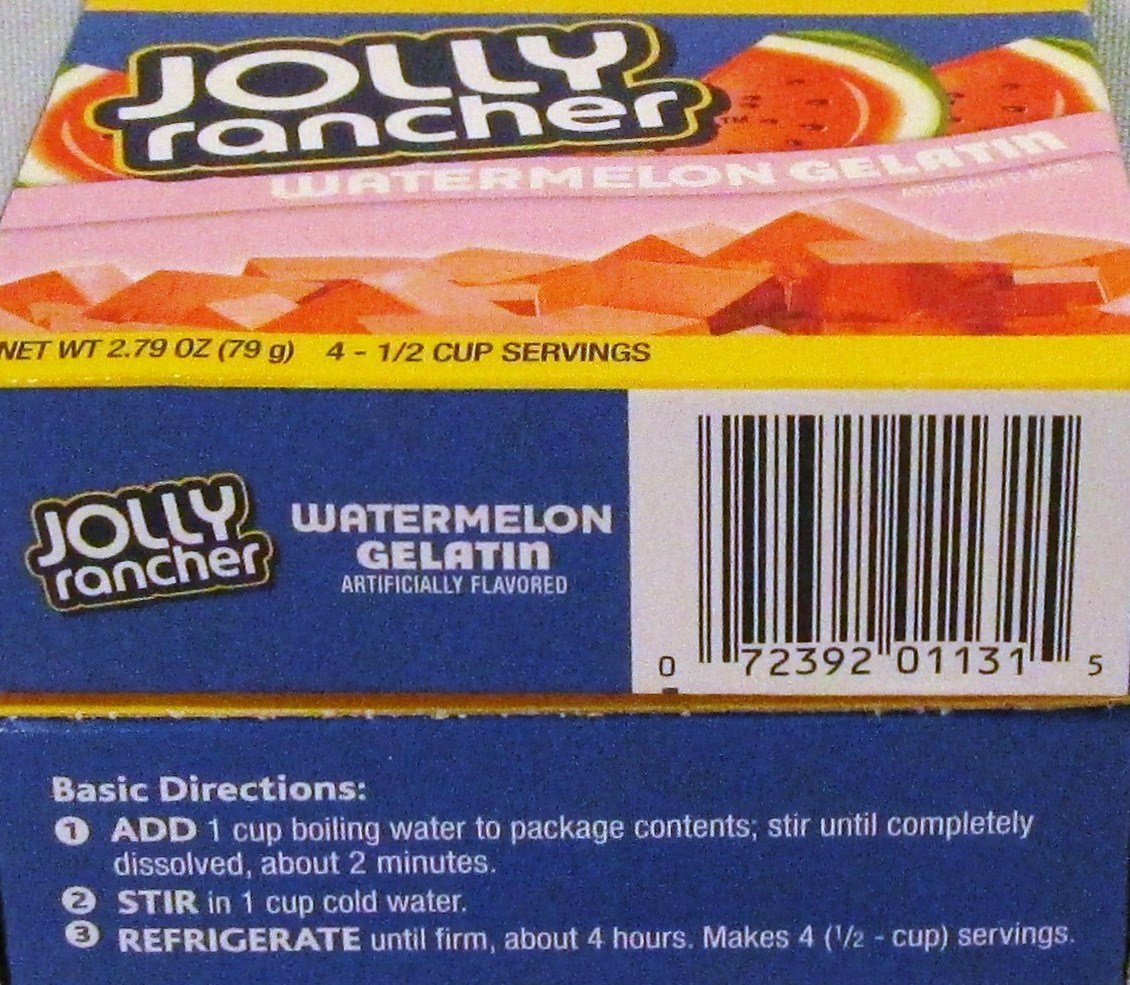 JOLLY
rancher™
WATERMELON GELATIN
ARTIFICIALLY FLAVORED
NET WT 2.79 OZ (79 g) 4 - 1/2 CUP SERVINGS
JOLLY
rancher
WATERMELON
GELATIN
ARTIFICIALLY FLAVORED
0 72392 01131 5
Basic Directions:
1 ADD 1 cup boiling water to package contents; stir until completely
dissolved, about 2 minutes.
2 STIR in 1 cup cold water.
3 REFRIGERATE until firm, about 4 hours. Makes 4 (1/2 - cup) servings.